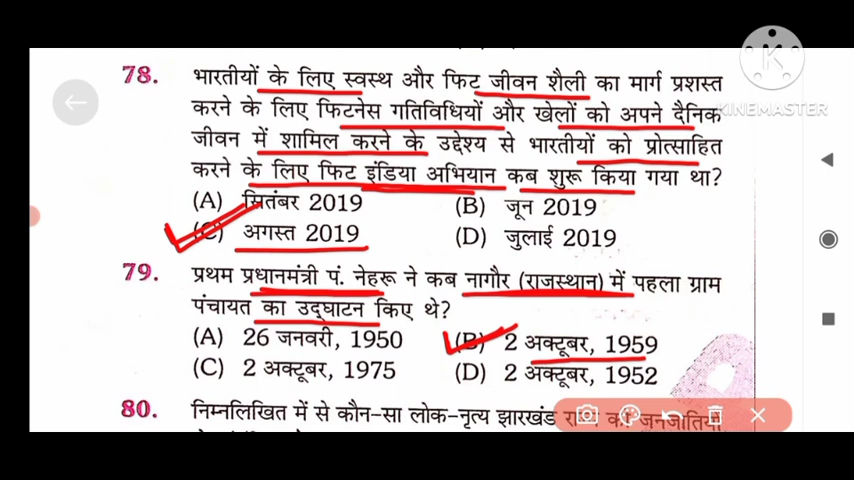 KINEMASTER
78. भारतीयों के लिए स्वस्थ और फिट जीवन शैली का मार्ग प्रशस्त
करने के लिए फिटनेस गतिविधियों और खेलों को अपने दैनिक
जीवन में शामिल करने के उद्देश्य से भारतीयों को प्रोत्साहित
करने के लिए फिट इंडिया अभियान कब शुरू किया गया था?
(A) सितंबर 2019 (B) जून 2019
(C) अगस्त 2019 (D) जुलाई 2019
79. प्रथम प्रधानमंत्री पं. नेहरू ने कब नागौर (राजस्थान) में पहला ग्राम
पंचायत का उद्घाटन किए थे?
(A) 26 जनवरी, 1950 (B) 2 अक्टूबर, 1959
(C) 2 अक्टूबर, 1975 (D) 2 अक्टूबर, 1952
80. निम्नलिखित में से कौन-सा लोक-नृत्य झारखंड की जनजातियों